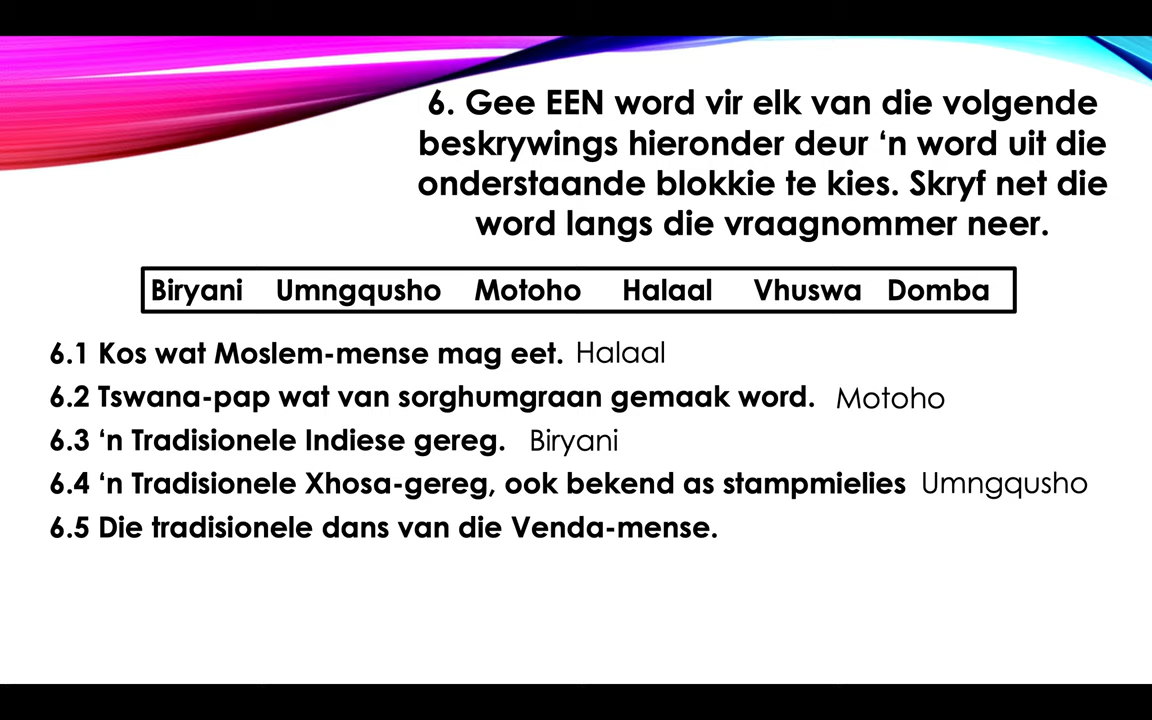 6. Gee EEN word vir elk van die volgende
beskrywings hieronder deur ‘n word uit die
onderstaande blokkie te kies. Skryf net die
word langs die vraagnommer neer.
Biryani Umngqusho Motoho Halaal Vhuswa Domba
6.1 Kos wat Moslem-mense mag eet. Halaal
6.2 Tswana-pap wat van sorghumgraan gemaak word. Motoho
6.3 ‘n Tradisionele Indiese gereg. Biryani
6.4 ‘n Tradisionele Xhosa-gereg, ook bekend as stampmielies Umngqusho
6.5 Die tradisionele dans van die Venda-mense.